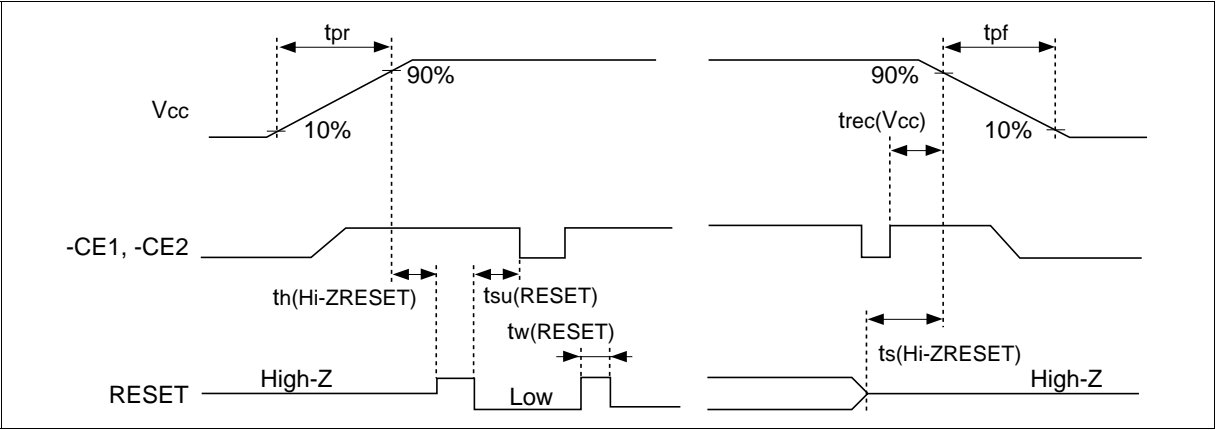 tpr
tpf
90%
90%
Vcc
10%
trec(Vcc)
10%
-CE1, -CE2
th(Hi-ZRESET)
tsu(RESET)
tw(RESET)
ts(Hi-ZRESET)
RESET
High-Z
Low
High-Z